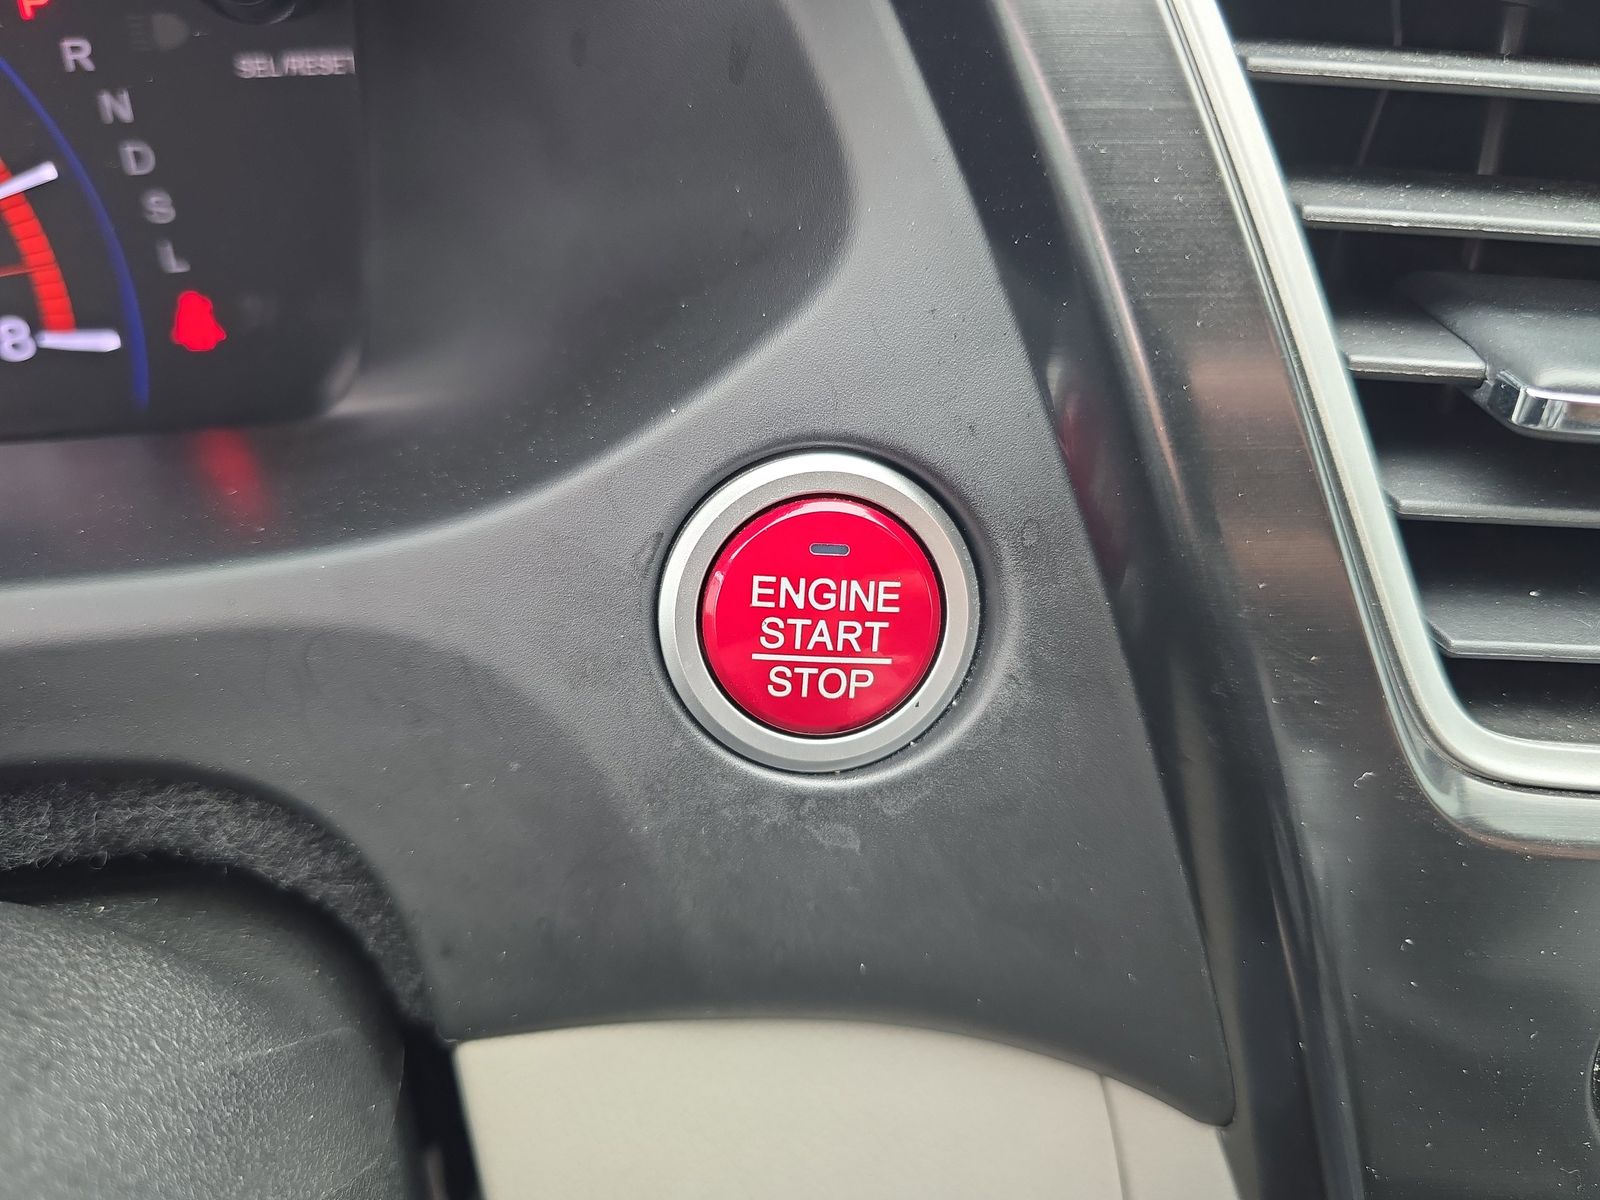 P
R
SEL/RESET
N
D
S
L
8
ENGINE
START
STOP